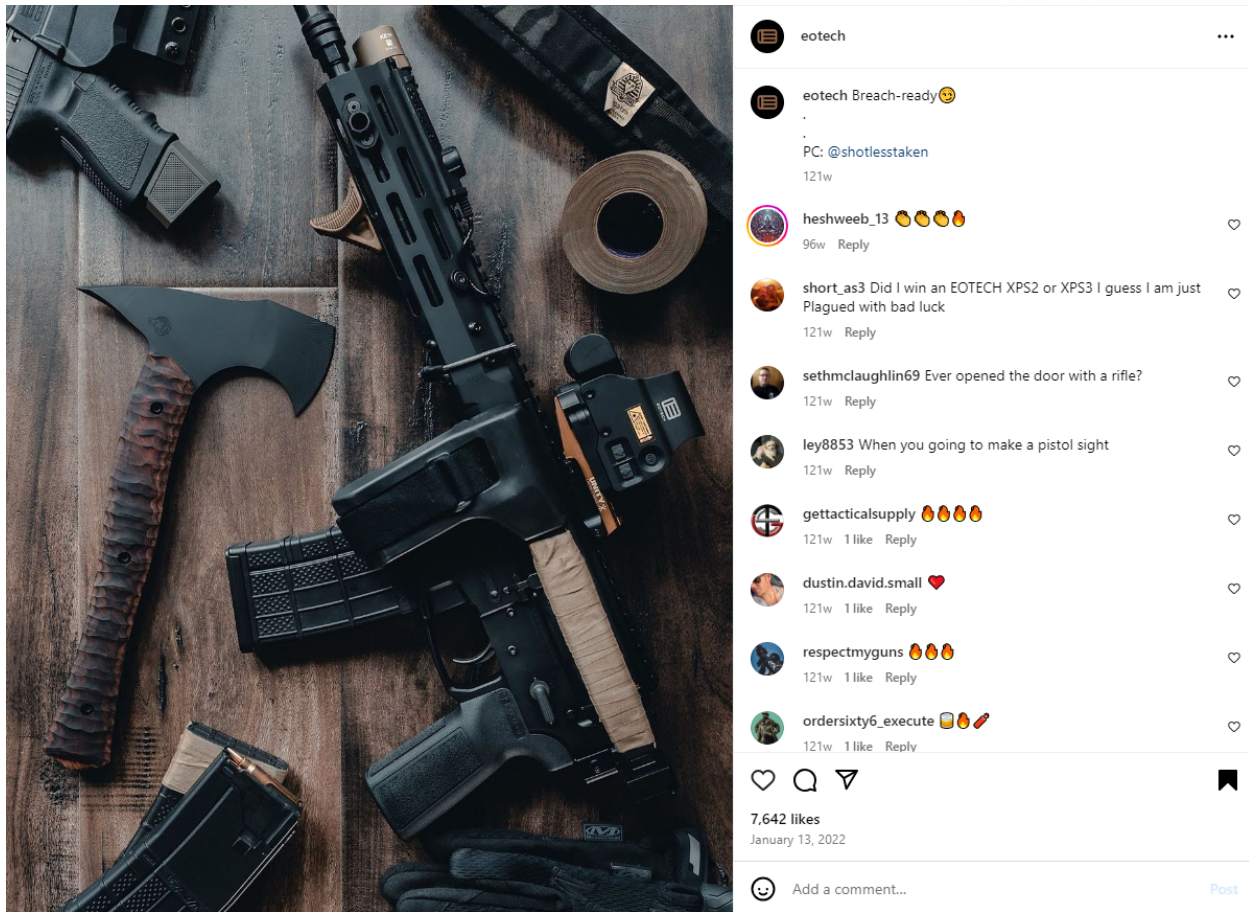 eotech
eotech Breach-ready😏
.
.
PC: @shotlesstaken
121w
heshweeb_13 👏👏👏🔥
96w Reply
short_as3 Did I win an EOTECH XPS2 or XPS3 I guess I am just
Plagued with bad luck
121w Reply
sethmclaughlin69 Ever opened the door with a rifle?
121w Reply
ley8853 When you going to make a pistol sight
121w Reply
gettacticalsupply 🔥🔥🔥🔥
121w 1 like Reply
dustin.david.small ❤️
121w 1 like Reply
respectmyguns 🔥🔥🔥
121w 1 like Reply
ordersixty6_execute 🥃🔥🧨
121w 1 like Reply
7,642 likes
January 13, 2022
Add a comment...
Post
EOTECH
UNITY